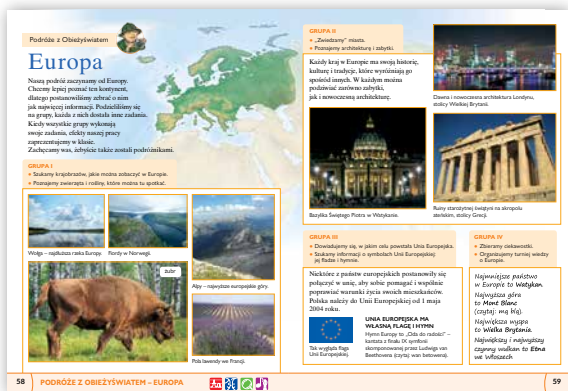 Podróże z Obieżyświatem
Europa
Naszą podróż zaczynamy od Europy.
Chcemy lepiej poznać ten kontynent,
dlatego postanowiliśmy zebrać o nim
jak najwięcej informacji. Podzieliliśmy się
na grupy, każda z nich dostała inne zadania.
Kiedy wszystkie grupy wykonają
swoje zadania, efekty naszej pracy
zaprezentujemy w klasie.
Zachęcamy was, żebyście także zostali podróżnikami.
GRUPA I
Szukamy krajobrazów, jakie można zobaczyć w Europie.
Poznajemy zwierzęta i rośliny, które można tu spotkać.
Wołga – najdłuższa rzeka Europy.
Fiordy w Norwegii.
Alpy – najwyższe europejskie góry.
żubr
Pola lawendy we Francji.
58
PODRÓŻE Z OBIEŻYŚWIATEM – EUROPA
GRUPA II
„Zwiedzamy” miasta.
Poznajemy architekturę i zabytki.
Każdy kraj w Europie ma swoją historię,
kulturę i tradycje, które wyróżniają go
spośród innych. W każdym można
podziwiać zarówno zabytki,
jak i nowoczesną architekturę.
Dawna i nowoczesna architektura Londynu,
stolicy Wielkiej Brytanii.
Bazylika Świętego Piotra w Watykanie.
Ruiny starożytnej świątyni na akropolu
ateńskim, stolicy Grecji.
GRUPA III
Dowiadujemy się, w jakim celu powstała Unia Europejska.
Szukamy informacji o symbolach Unii Europejskiej:
jej fladze i hymnie.
Niektóre z państw europejskich postanowiły się
połączyć w unię, aby sobie pomagać i wspólnie
poprawiać warunki życia swoich mieszkańców.
Polska należy do Unii Europejskiej od 1 maja
2004 roku.
Tak wygląda flaga
Unii Europejskiej.
UNIA EUROPEJSKA MA
WŁASNĄ FLAGĘ I HYMN
Hymn Europy to „Oda do radości” –
kantata z finału IX symfonii
skomponowanej przez Ludwiga van
Beethovena (czytaj: wan betowena).
GRUPA IV
Zbieramy ciekawostki.
Organizujemy turniej wiedzy
o Europie.
Najmniejsze państwo
w Europie to Watykan.
Najwyższa góra
to Mont Blanc
(czytaj: mą blą).
Największa wyspa
to Wielka Brytania.
Największy i najwyższy
czynny wulkan to Etna
we Włoszech
59